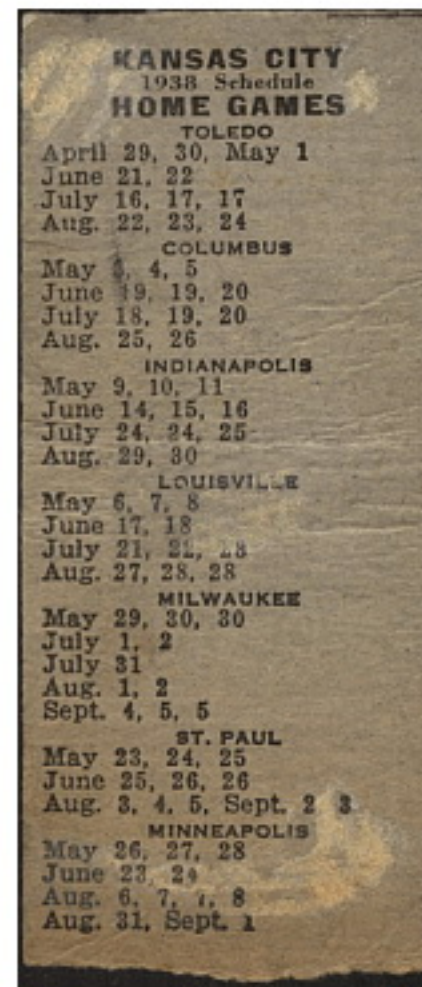 KANSAS CITY
1938 Schedule
HOME GAMES
TOLEDO
April 29, 30, May 1
June 21, 22
July 16, 17, 17
Aug. 22, 23, 24
COLUMBUS
May 3, 4, 5
June 19, 19, 20
July 18, 19, 20
Aug. 25, 26
INDIANAPOLIS
May 9, 10, 11
June 14, 15, 16
July 24, 24, 25
Aug. 29, 30
LOUISVILLE
May 6, 7, 8
June 17, 18
July 21, 22, 23
Aug. 27, 28, 28
MILWAUKEE
May 29, 30, 30
July 1, 2
July 31
Aug. 1, 2
Sept. 4, 5, 5
ST. PAUL
May 23, 24, 25
June 25, 26, 26
Aug. 3, 4, 5, Sept. 2 3
MINNEAPOLIS
May 26, 27, 28
June 23, 24
Aug. 6, 7, 7, 8
Aug. 31, Sept. 1